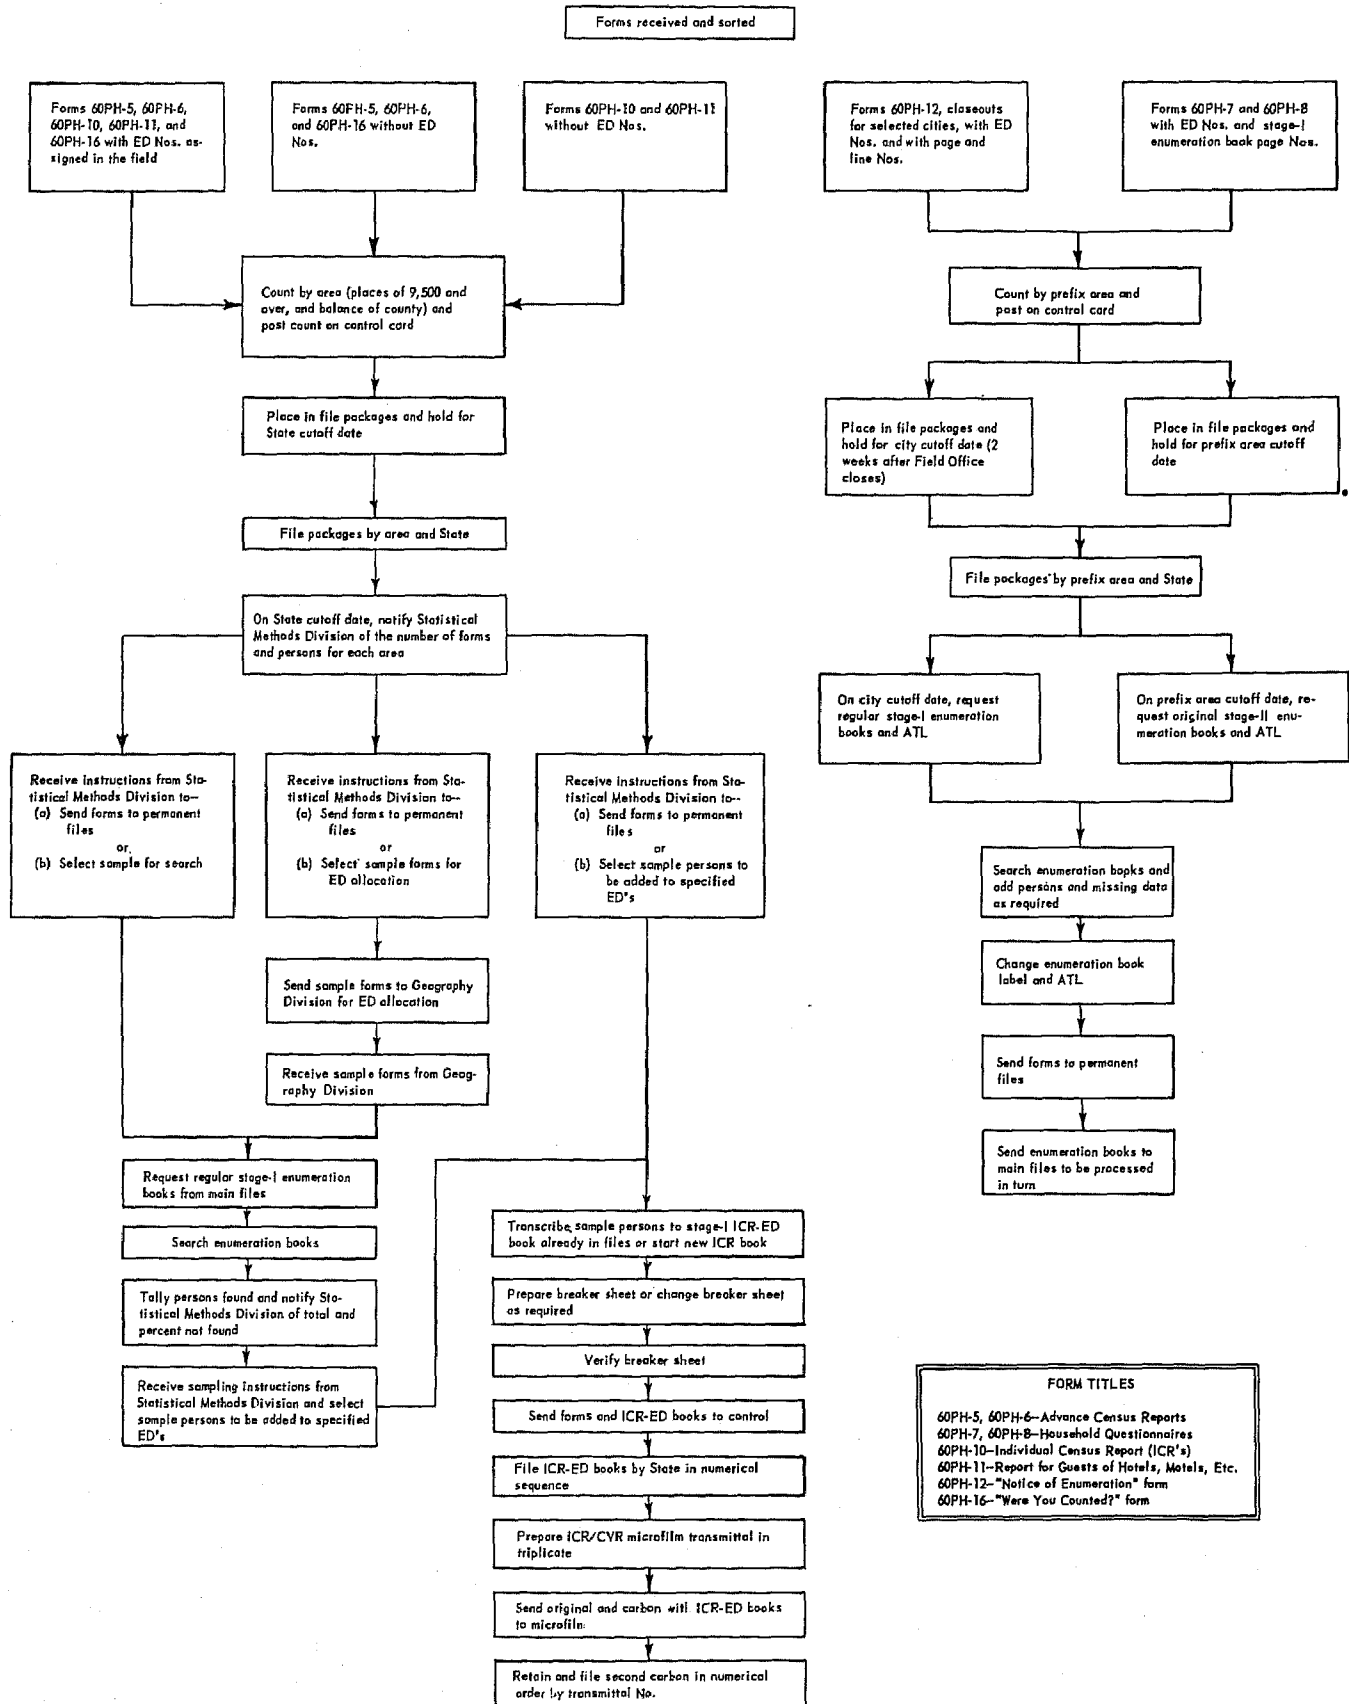 Forms received and sorted
Forms 60PH-5, 60PH-6,
60PH-10, 60PH-11, and
60PH-16 with ED Nos. as-
signed in the field
Forms 60PH-5, 60PH-6,
and 60PH-16 without ED
Nos.
Forms 60PH-10 and 60PH-11
without ED Nos.
Forms 60PH-12, closeouts
for selected cities, with ED
Nos. and with page and
line Nos.
Forms 60PH-7 and 60PH-8
with ED Nos. and stage-I
enumeration book page Nos.
Count by area (places of 9,500 and
over, and balance of county) and
post count on control card
Count by prefix area and
post on control card
Place in file packages and hold for
State cutoff date
Place in file packages and
hold for city cutoff date (2
weeks after Field Office
closes)
Place in file packages and
hold for prefix area cutoff
date
File packages by area and State
File packages by prefix area and State
On State cutoff date, notify Statistical
Methods Division of the number of forms
and persons for each area
On city cutoff date, request
regular stage-I enumeration
books and ATL
On prefix area cutoff date, re-
quest original stage-II enu-
meration books and ATL
Receive instructions from Sta-
tistical Methods Division to--
(a) Send forms to permanent
files
or
(b) Select sample for search
Receive instructions from Sta-
tistical Methods Division to--
(a) Send forms to permanent
files
or
(b) Select sample forms for
ED allocation
Receive instructions from Sta-
tistical Methods Division to--
(a) Send forms to permanent
files
or
(b) Select sample persons to
be added to specified
ED's
Search enumeration books and
add persons and missing data
as required
Send sample forms to Geography
Division for ED allocation
Change enumeration book
label and ATL
Receive sample forms from Geog-
raphy Division
Send forms to permanent
files
Request regular stage-I enumeration
books from main files
Send enumeration books to
main files to be processed
in turn
Search enumeration books
Transcribe sample persons to stage-I ICR-ED
book already in files or start new ICR book
Tally persons found and notify Sta-
tistical Methods Division of total and
percent not found
Prepare breaker sheet or change breaker sheet
as required
Verify breaker sheet
Receive sampling instructions from
Statistical Methods Division and select
sample persons to be added to specified
ED's
Send forms and ICR-ED books to control
File ICR-ED books by State in numerical
sequence
Prepare ICR/CYR microfilm transmittal in
triplicate
Send original and carbon with ICR-ED books
to microfilm
Retain and file second carbon in numerical
order by transmittal No.
FORM TITLES
60PH-5, 60PH-6--Advance Census Reports
60PH-7, 60PH-8--Household Questionnaires
60PH-10--Individual Census Report (ICR's)
60PH-11--Report for Guests of Hotels, Motels, Etc.
60PH-12--"Notice of Enumeration" form
60PH-16--"Were You Counted?" form